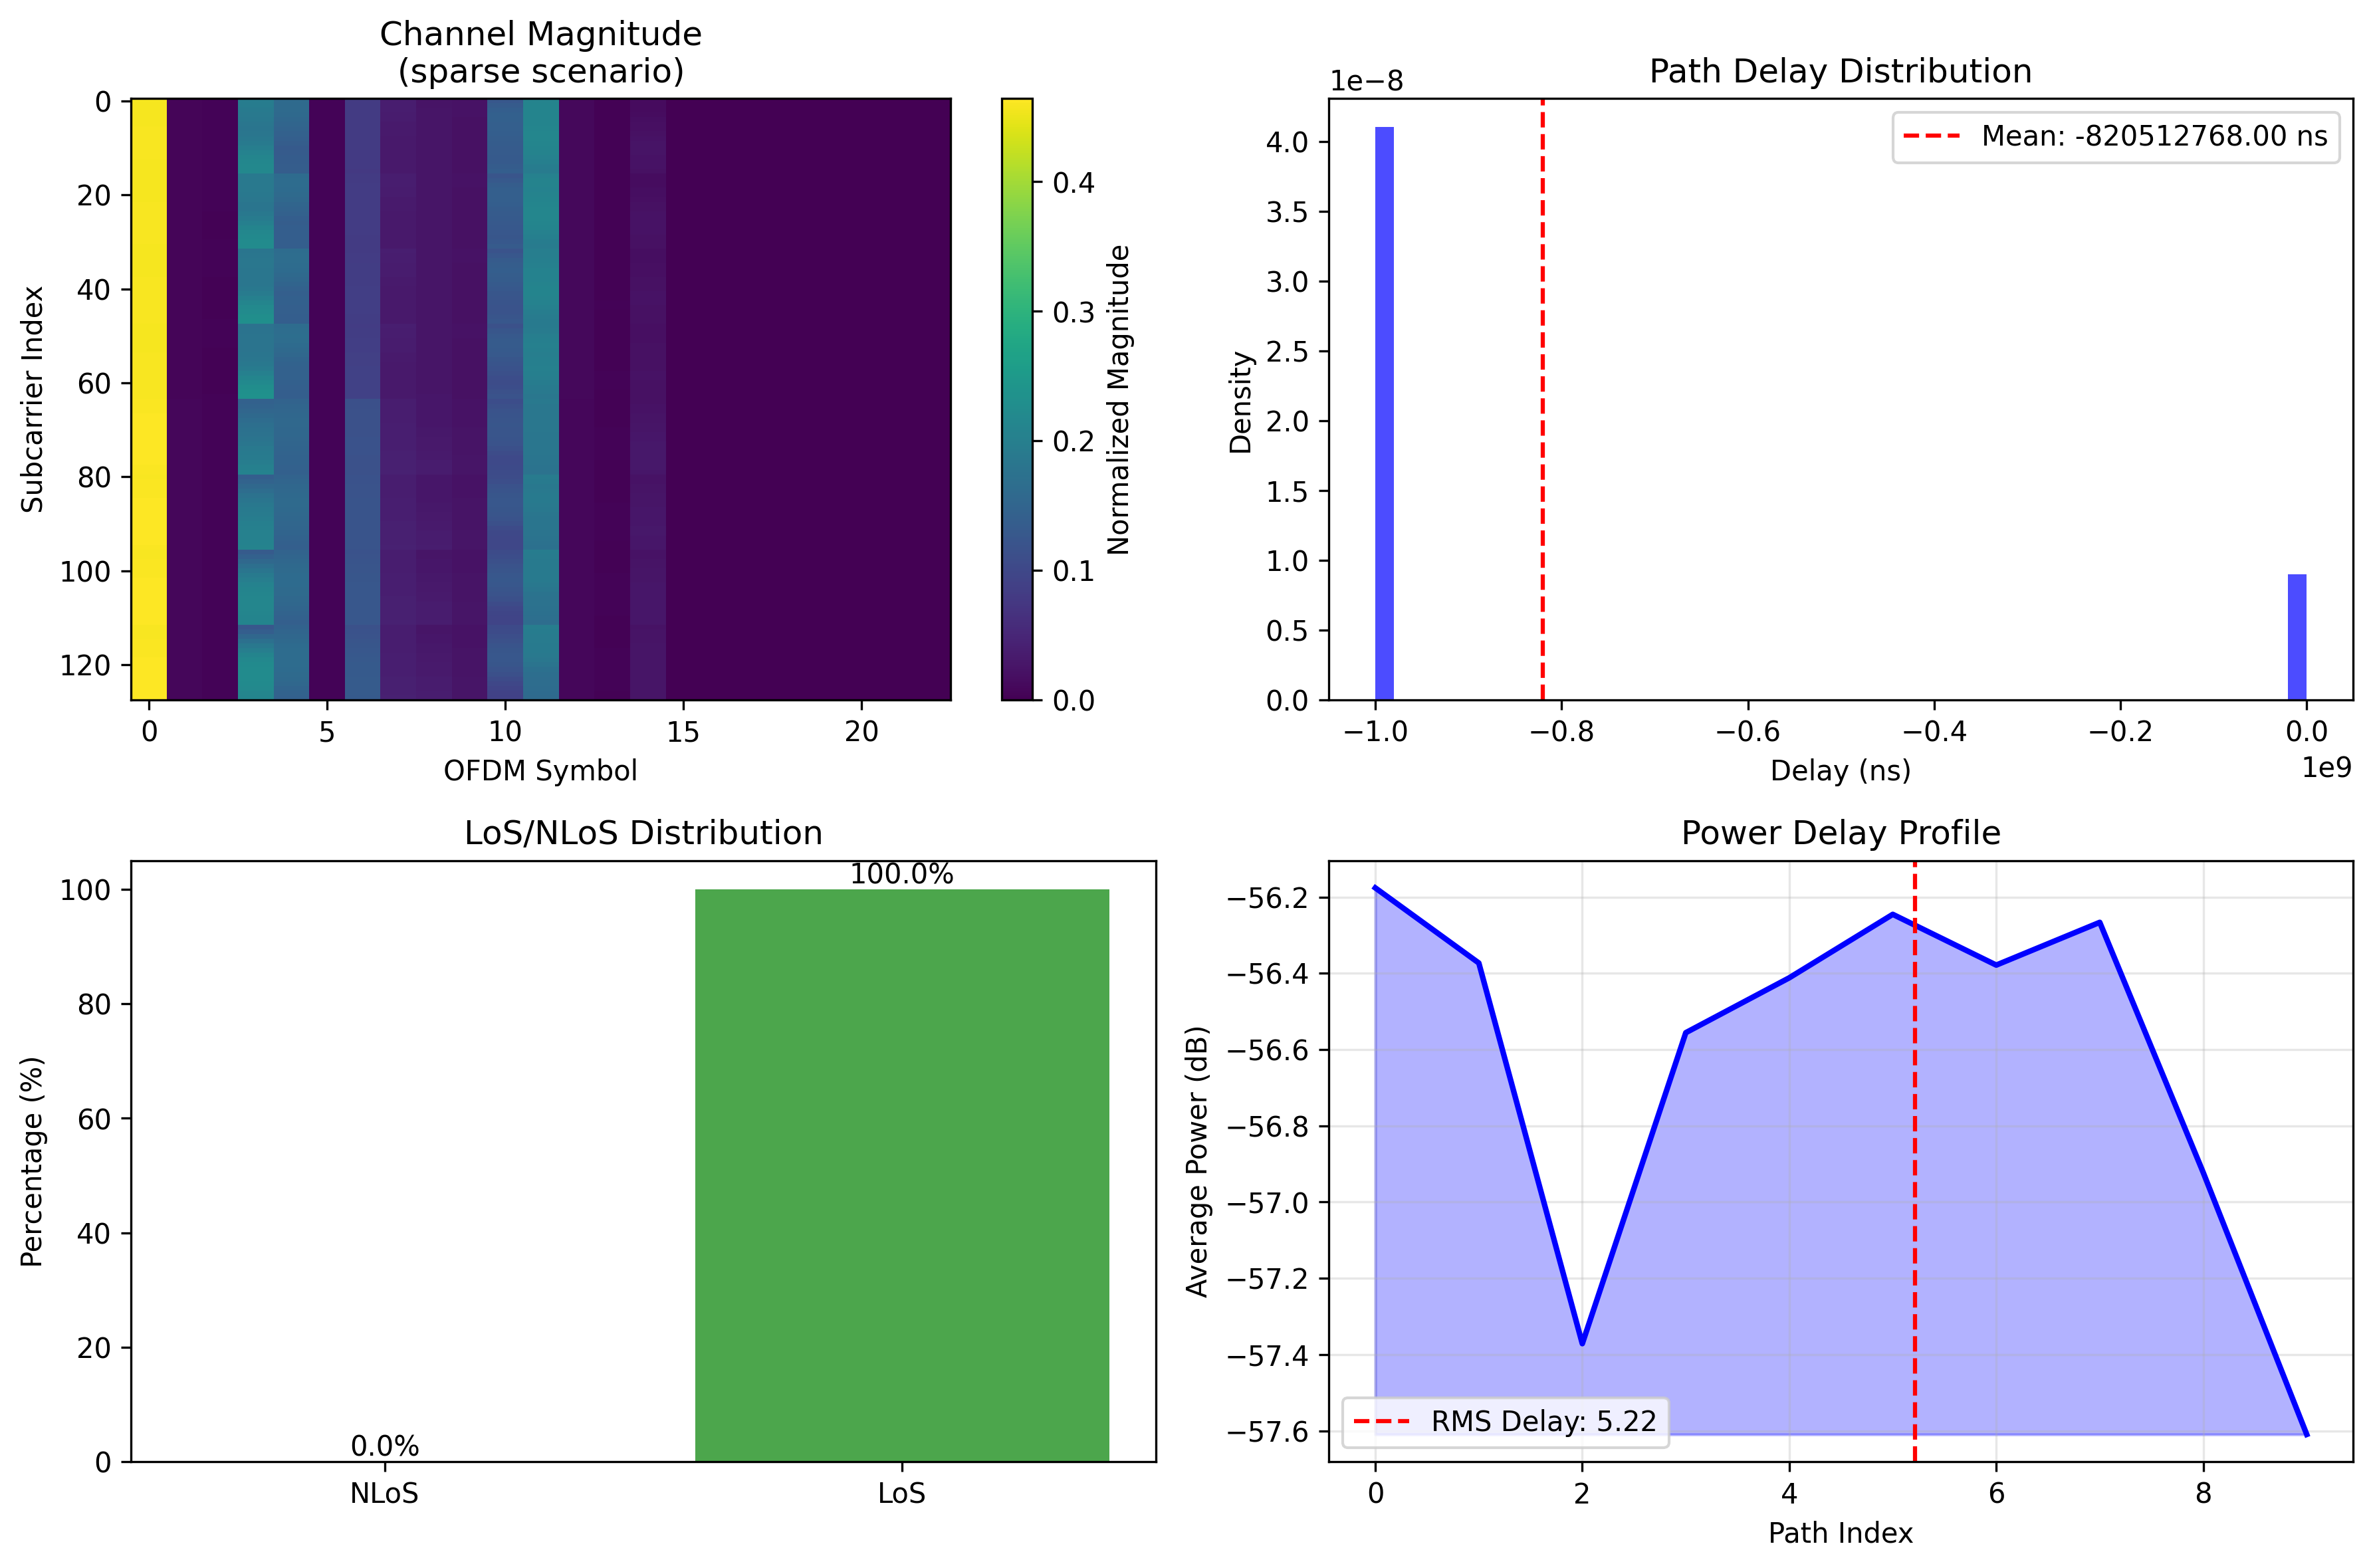 Channel Magnitude
(sparse scenario)
0
20
40
60
80
100
120
Subcarrier Index
0
5
10
15
20
OFDM Symbol
0.4
0.3
0.2
0.1
0.0
Normalized Magnitude
Path Delay Distribution
1e−8
4.0
3.5
3.0
2.5
2.0
1.5
1.0
0.5
0.0
Density
Mean: -820512768.00 ns
−1.0
−0.8
−0.6
−0.4
−0.2
0.0
1e9
Delay (ns)
LoS/NLoS Distribution
100
80
60
40
20
0
Percentage (%)
0.0%
100.0%
NLoS
LoS
Power Delay Profile
−56.2
−56.4
−56.6
−56.8
−57.0
−57.2
−57.4
−57.6
Average Power (dB)
RMS Delay: 5.22
0
2
4
6
8
Path Index